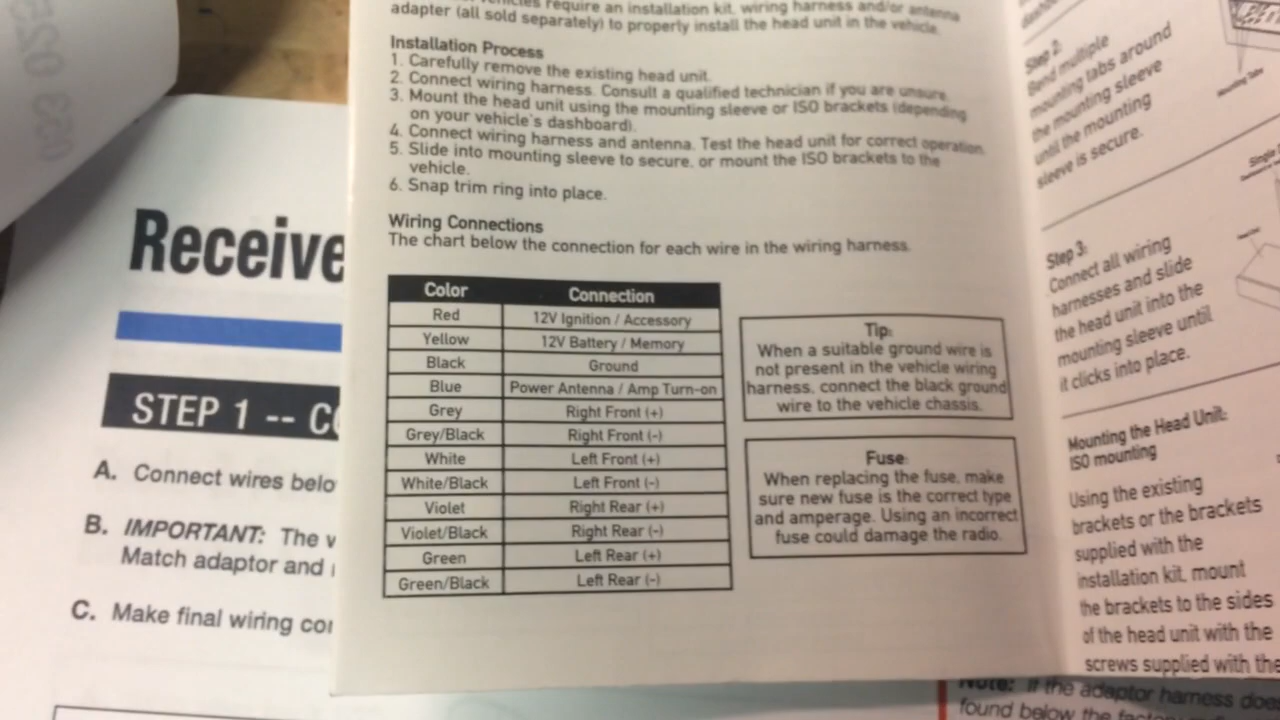 vehicles require an installation kit, wiring harness and/or antenna
adapter (all sold separately) to properly install the head unit in the vehicle.
Installation Process
1. Carefully remove the existing head unit.
2. Connect wiring harness. Consult a qualified technician if you are unsure.
3. Mount the head unit using the mounting sleeve or ISO brackets (depending
on your vehicle's dashboard).
4. Connect wiring harness and antenna. Test the head unit for correct operation.
5. Slide into mounting sleeve to secure, or mount the ISO brackets to the
vehicle.
6. Snap trim ring into place.
Wiring Connections
The chart below the connection for each wire in the wiring harness.
Color Connection
Red 12V Ignition / Accessory
Yellow 12V Battery / Memory
Black Ground
Blue Power Antenna / Amp Turn-on
Grey Right Front (+)
Grey/Black Right Front (-)
White Left Front (+)
White/Black Left Front (-)
Violet Right Rear (+)
Violet/Black Right Rear (-)
Green Left Rear (+)
Green/Black Left Rear (-)
Tip:
When a suitable ground wire is
not present in the vehicle wiring
harness, connect the black ground
wire to the vehicle chassis.
Fuse:
When replacing the fuse, make
sure new fuse is the correct type
and amperage. Using an incorrect
fuse could damage the radio.
Step 2:
Bend multiple
mounting tabs around
the mounting sleeve
until the mounting
sleeve is secure.
Mounting Tabs
Step 3:
Connect all wiring
harnesses and slide
the head unit into the
mounting sleeve until
it clicks into place.
Mounting the Head Unit:
ISO mounting
Using the existing
brackets or the brackets
supplied with the
installation kit, mount
the brackets to the sides
of the head unit with the
screws supplied with the
Receive
STEP 1 -- C
A. Connect wires belo
B. IMPORTANT: The
Match adaptor and
C. Make final wiring
Note: If the adaptor harness does
found below the